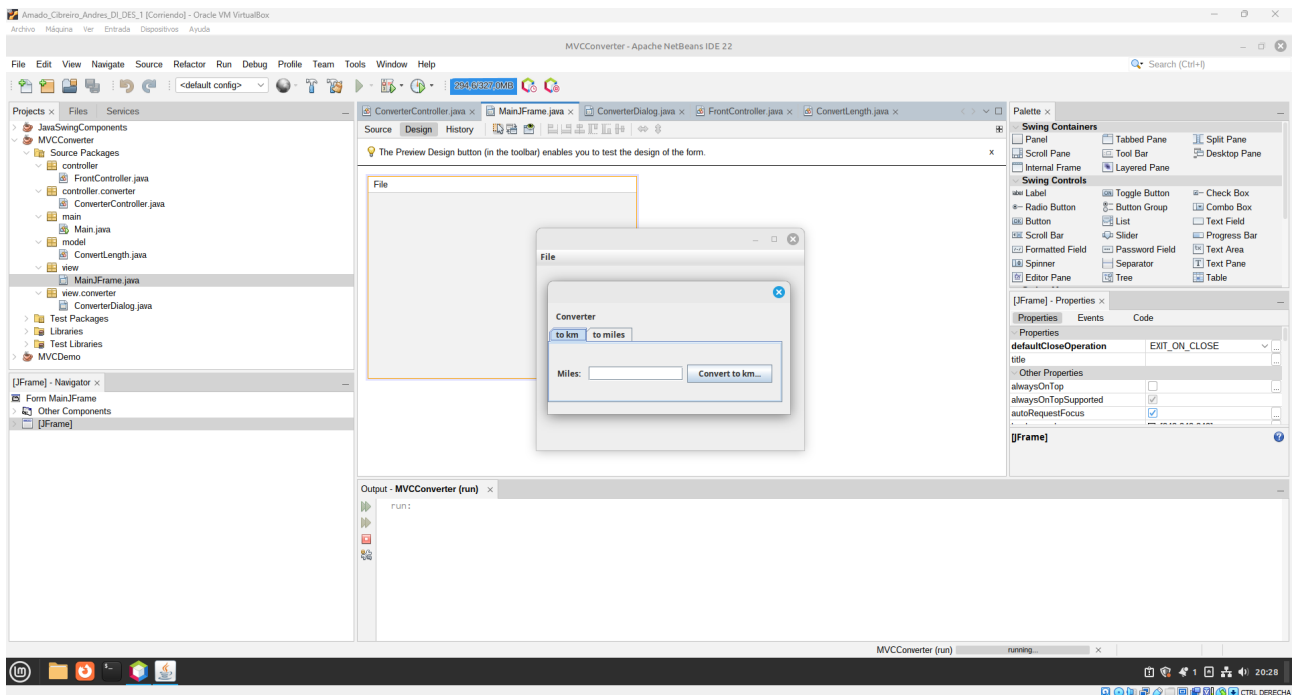 Amado_Cibreiro_Andres_DI_DES_1 [Corriendo] - Oracle VM VirtualBox
Archivo Máquina Ver Entrada Dispositivos Ayuda
MVCConverter - Apache NetBeans IDE 22
File Edit View Navigate Source Refactor Run Debug Profile Team Tools Window Help
Search (Ctrl+I)
<default config>
294,6/327,0MB
Projects Files Services
JavaSwingComponents
MVCConverter
Source Packages
controller
FrontController.java
controller.converter
ConverterController.java
main
Main.java
model
ConvertLength.java
view
MainJFrame.java
view.converter
ConverterDialog.java
Test Packages
Libraries
Test Libraries
MVCDemo
[JFrame] - Navigator
Form MainJFrame
Other Components
[JFrame]
ConverterController.java MainJFrame.java ConverterDialog.java FrontController.java ConvertLength.java
Source Design History
The Preview Design button (in the toolbar) enables you to test the design of the form. x
File
File
Converter
to km to miles
Miles: Convert to km...
Output - MVCConverter (run)
run:
Palette
Swing Containers
Panel Tabbed Pane Split Pane
Scroll Pane Tool Bar Desktop Pane
Internal Frame Layered Pane
Swing Controls
label Label Toggle Button Check Box
Radio Button Button Group Combo Box
Button List Text Field
Scroll Bar Slider Progress Bar
Formatted Field Password Field Text Area
Spinner Separator Text Pane
Editor Pane Tree Table
[JFrame] - Properties
Properties Events Code
Properties
defaultCloseOperation EXIT_ON_CLOSE
title
Other Properties
alwaysOnTop
alwaysOnTopSupported
autoRequestFocus
[JFrame]
MVCConverter (run) running...
1 20:28
CTRL DERECHA